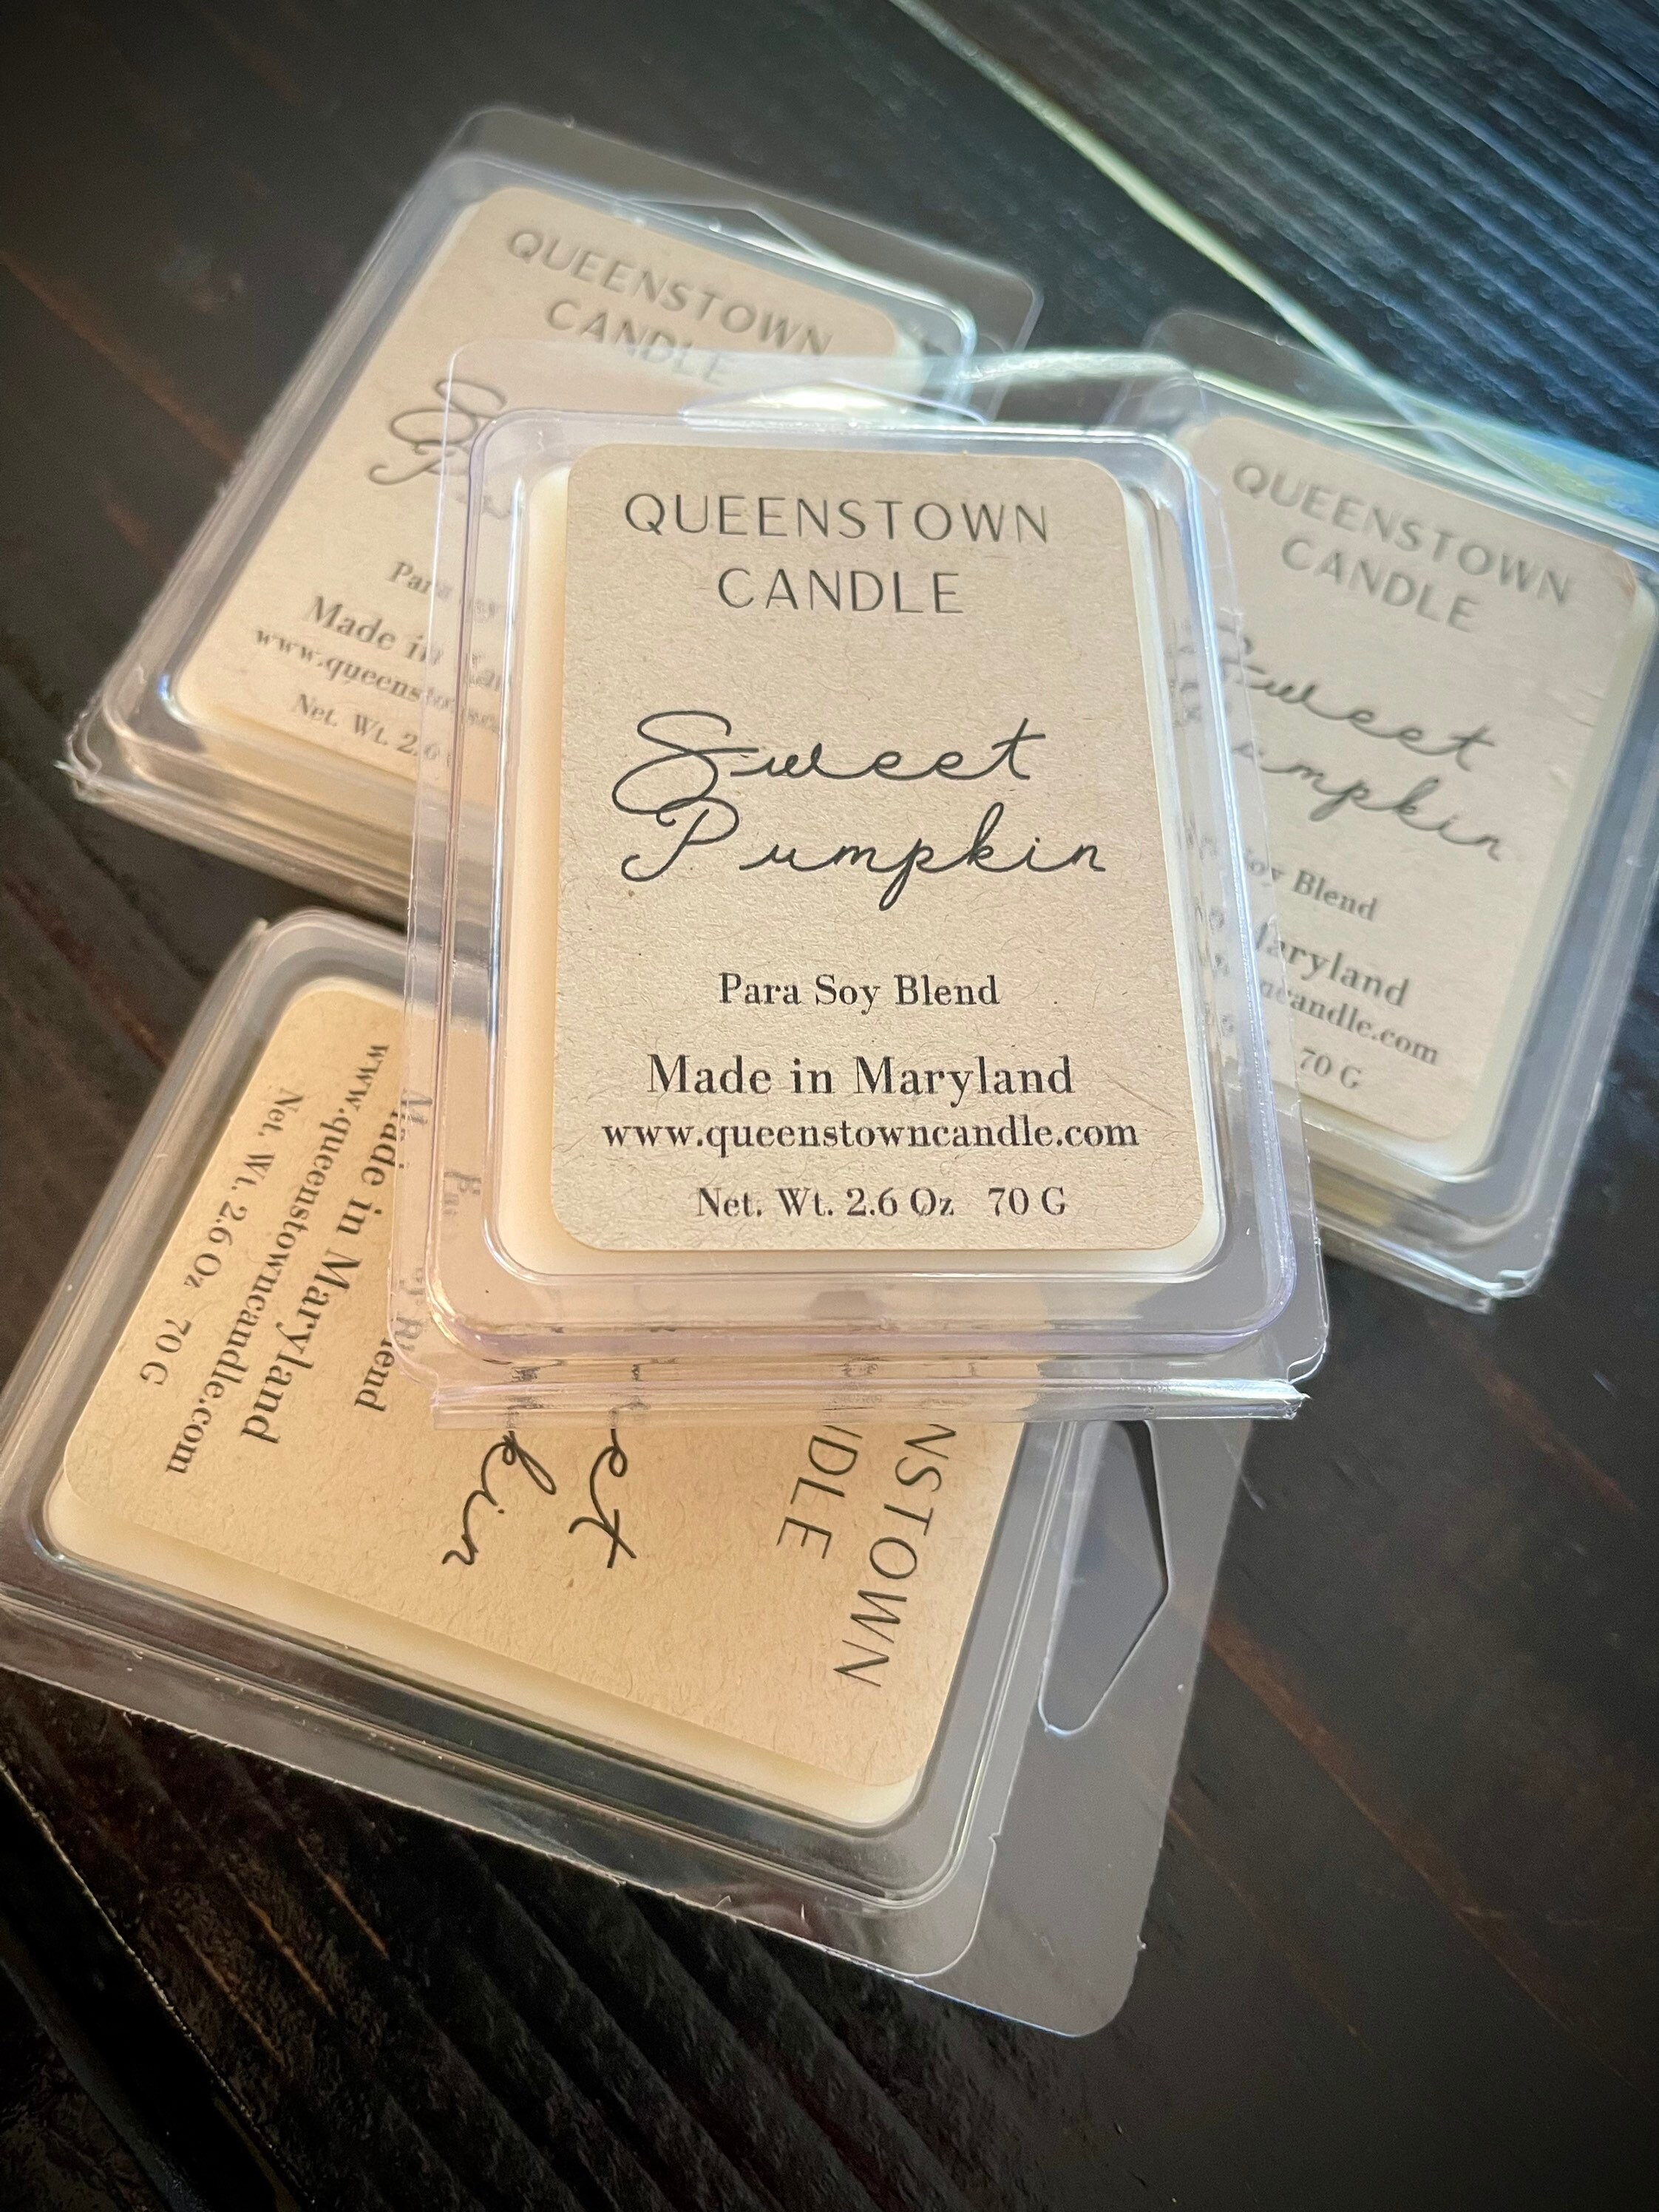 QUEENSTOWN
CANDLE
Para
Made in
Net. Wt. 2.6
QUEENSTOWN
CANDLE
Sweet
Pumpkin
Para Soy Blend
Made in Maryland
www.queenstowncandle.com
Net. Wt. 2.6 Oz 70 G
QUEENSTOWN
CANDLE
Sweet
Blend
70 G
Made in Maryland
www.queenstowncandle.com
Net. Wt. 2.6 Oz 70 G